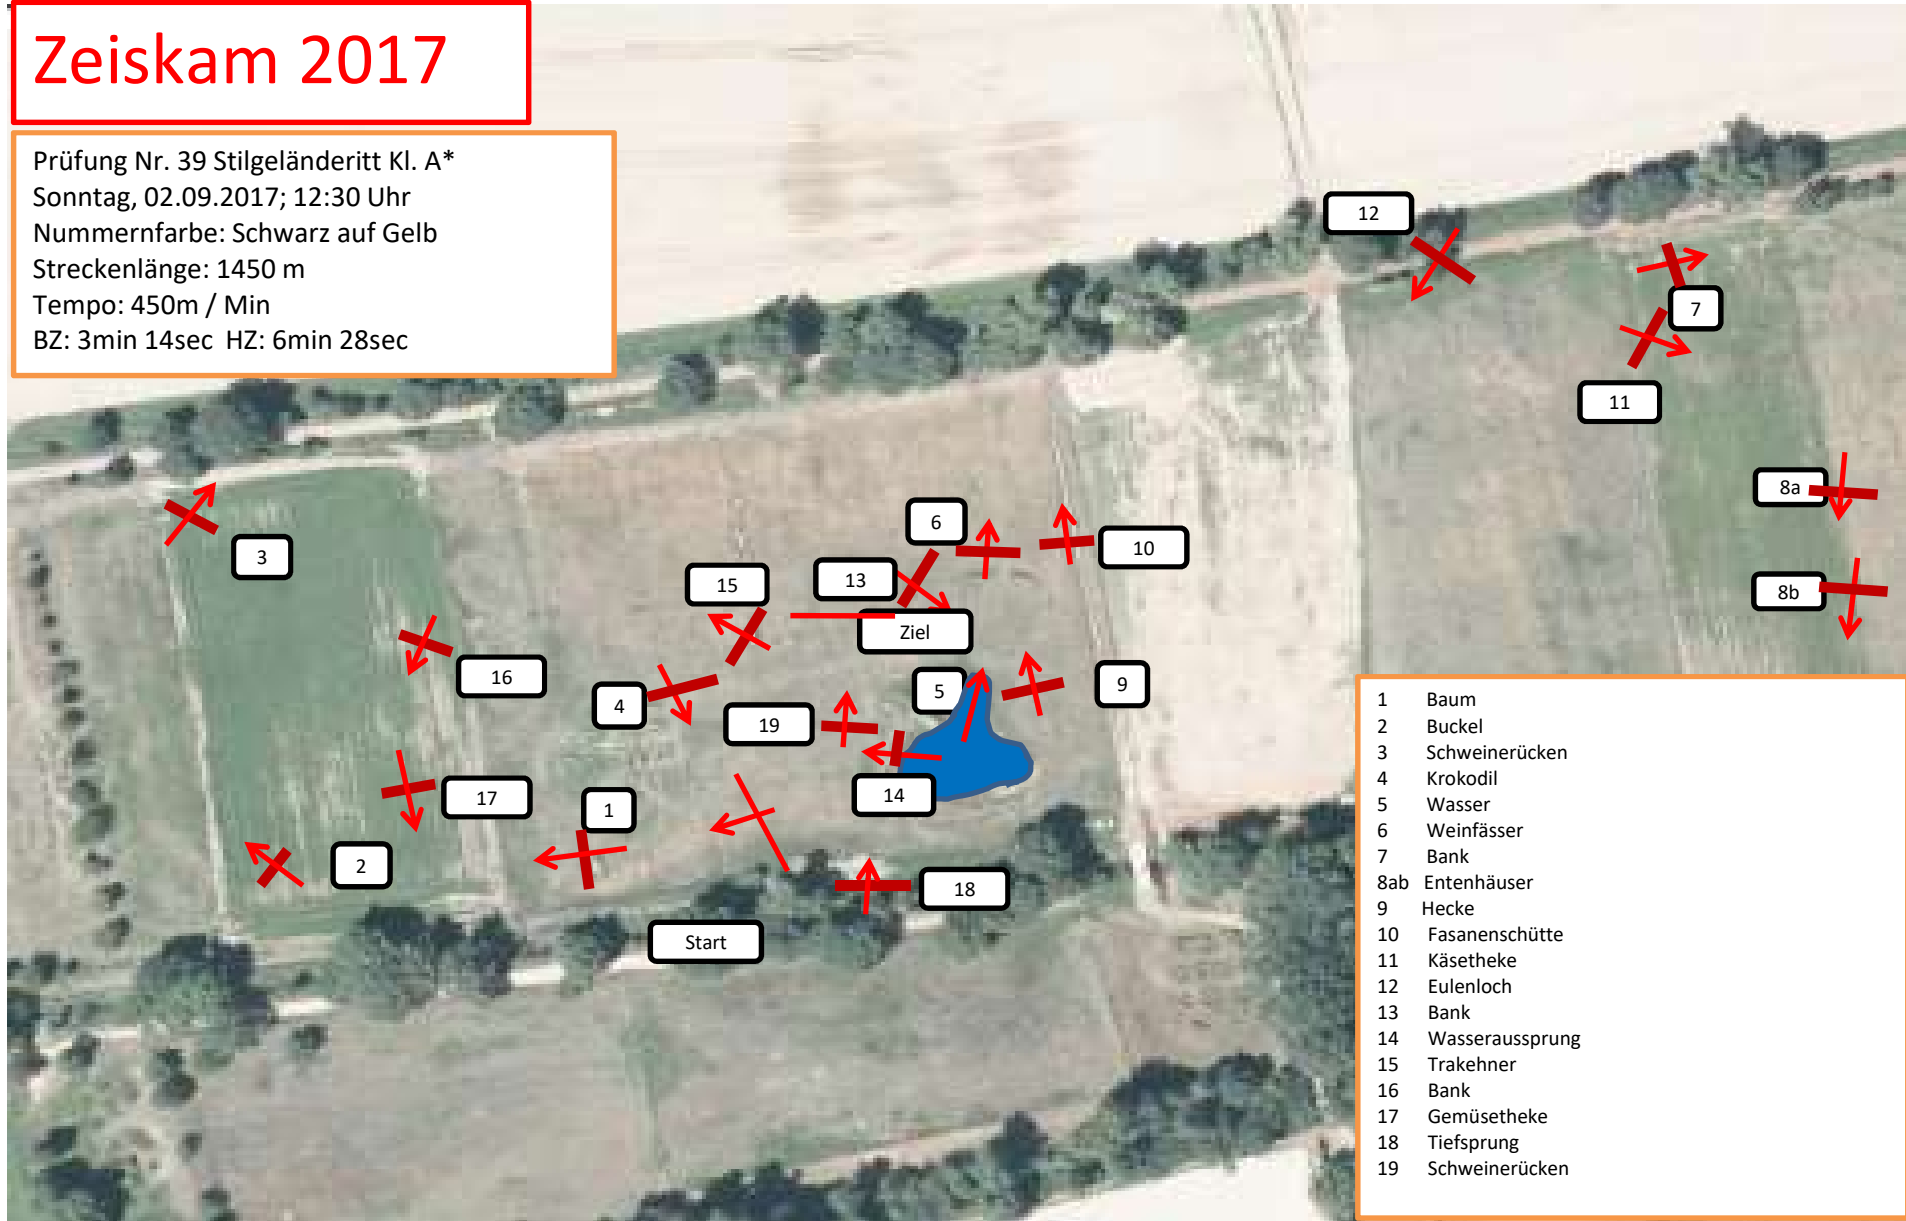 Zeiskam 2017
Prüfung Nr. 39 Stilgeländeritt Kl. A*
Sonntag, 02.09.2017; 12:30 Uhr
Nummernfarbe: Schwarz auf Gelb
Streckenlänge: 1450 m
Tempo: 450m / Min
BZ: 3min 14sec HZ: 6min 28sec
12
7
11
8a
3
6
10
15
13
8b
Ziel
16
4
5
9
19
17
1
14
2
18
Start
1 Baum
2 Buckel
3 Schweinerücken
4 Krokodil
5 Wasser
6 Weinfässer
7 Bank
8ab Entenhäuser
9 Hecke
10 Fasanenschütte
11 Käsetheke
12 Eulenloch
13 Bank
14 Wasseraussprung
15 Trakehner
16 Bank
17 Gemüsetheke
18 Tiefsprung
19 Schweinerücken